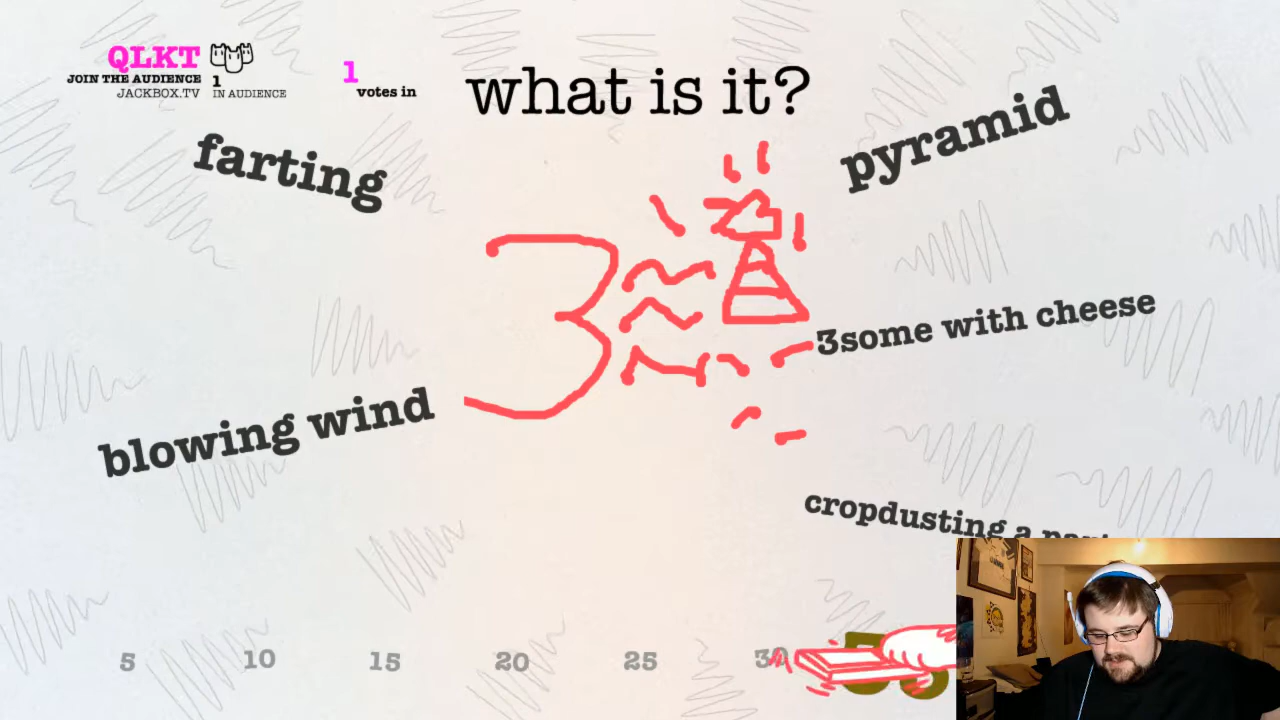 QLKT
JOIN THE AUDIENCE
JACKBOX.TV
1
IN AUDIENCE
1
votes in
what is it?
farting
pyramid
3some with cheese
blowing wind
cropdusting a
5 10 15 20 25 30